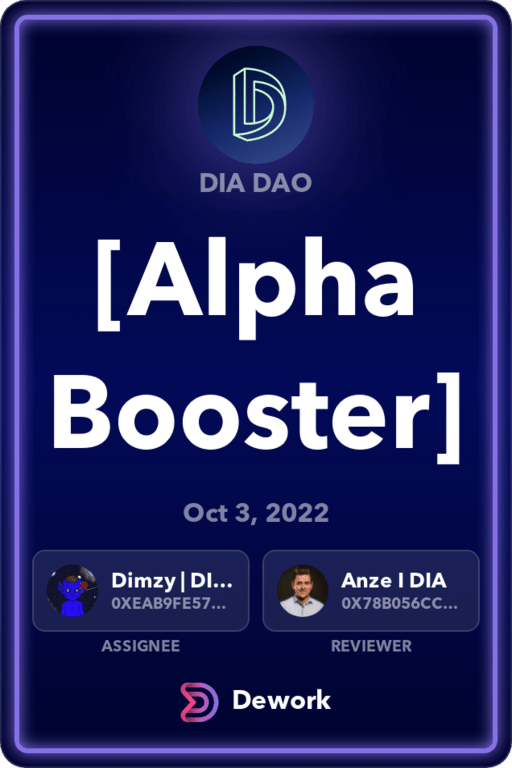 DIA DAO
[Alpha
Booster]
Oct 3, 2022
Dimzy | DI...
0XEAB9FE57...
ASSIGNEE
Anze I DIA
0X78B056CC...
REVIEWER
Dework